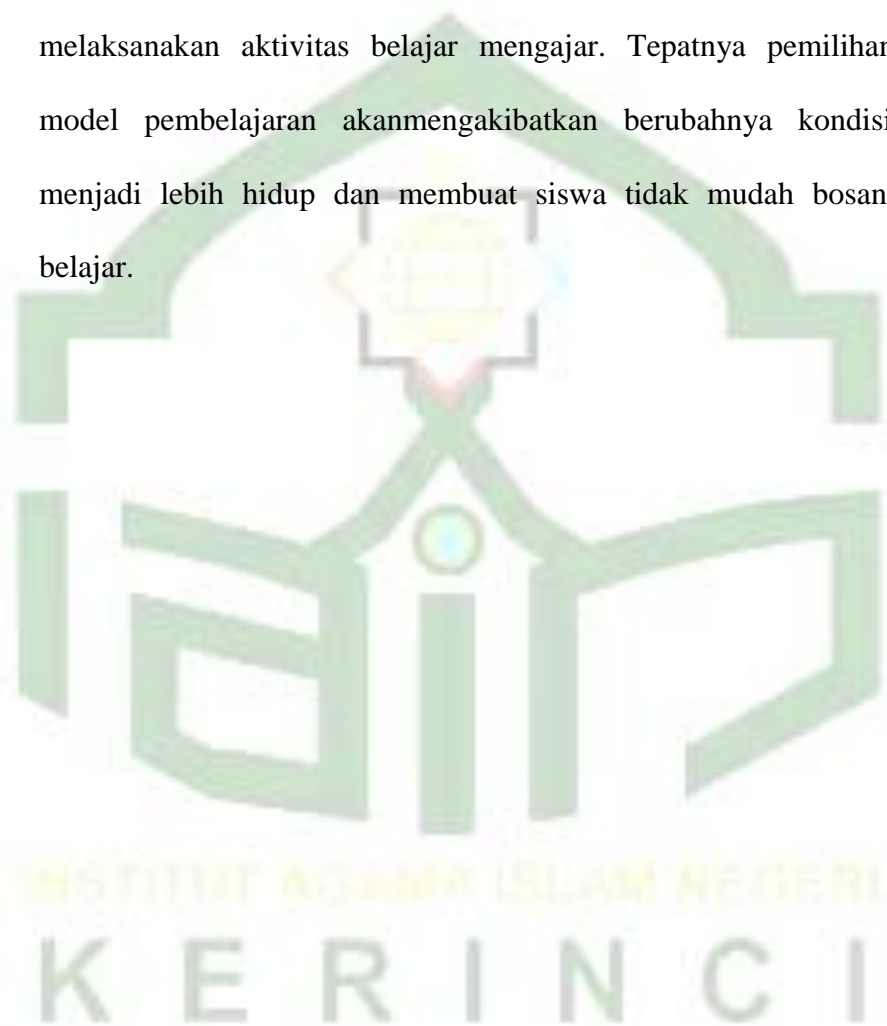 melaksanakan aktivitas belajar mengajar. Tepatnya pemilihan
model pembelajaran akanmengakibatkan berubahnya kondisi
menjadi lebih hidup dan membuat siswa tidak mudah bosan
belajar.
INSTITUT AGAMA ISLAM NEGERI
KERINCI